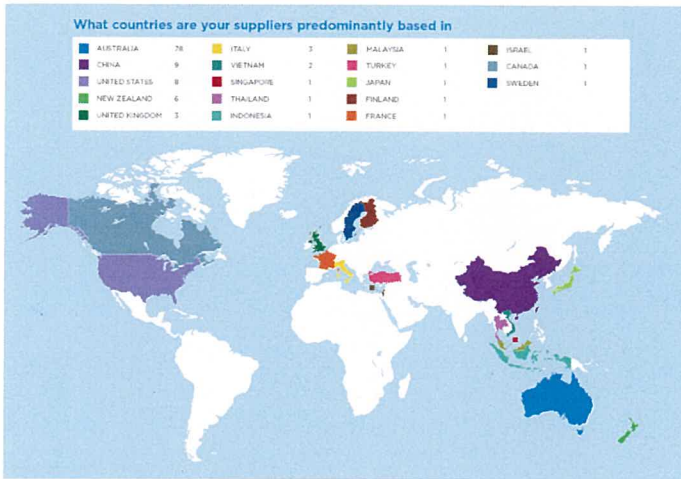 What countries are your suppliers predominantly based in
AUSTRALIA 78 ITALY 3 MALAYSIA 1 ISRAEL 1
CHINA 9 VIETNAM 2 TURKEY 1 CANADA 1
UNITED STATES 8 SINGAPORE 1 JAPAN 1 SWEDEN 1
NEW ZEALAND 6 THAILAND 1 FINLAND 1
UNITED KINGDOM 3 INDONESIA 1 FRANCE 1